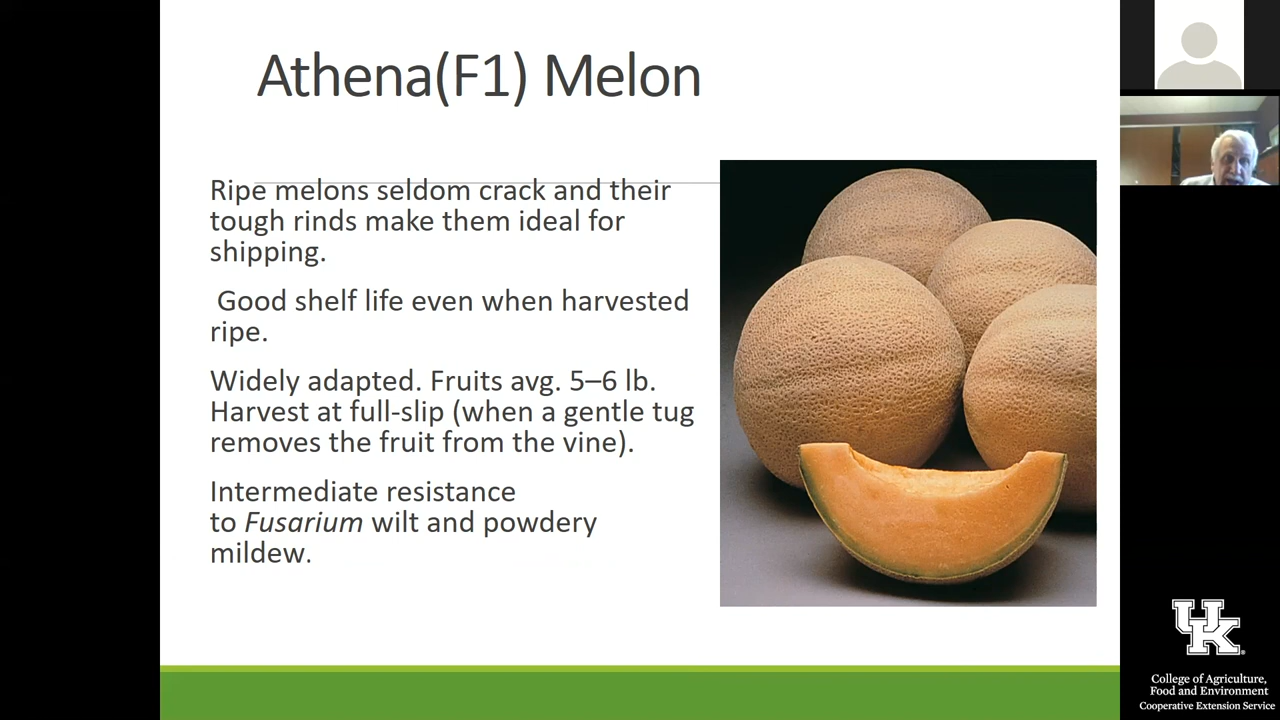 Athena(F1) Melon
Ripe melons seldom crack and their
tough rinds make them ideal for
shipping.
Good shelf life even when harvested
ripe.
Widely adapted. Fruits avg. 5–6 lb.
Harvest at full-slip (when a gentle tug
removes the fruit from the vine).
Intermediate resistance
to Fusarium wilt and powdery
mildew.
UK
College of Agriculture,
Food and Environment
Cooperative Extension Service